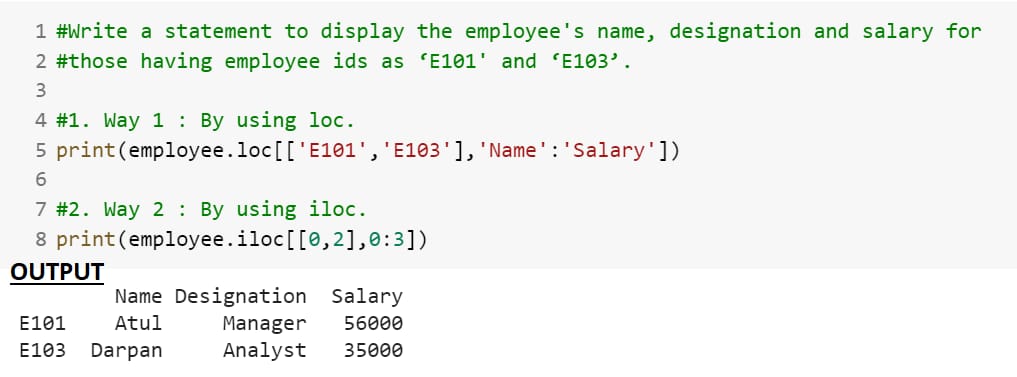 1 #Write a statement to display the employee's name, designation and salary for
2 #those having employee ids as ‘E101' and ‘E103’.
3
4 #1. Way 1 : By using loc.
5 print(employee.loc[['E101','E103'],'Name':'Salary'])
6
7 #2. Way 2 : By using iloc.
8 print(employee.iloc[[0,2],0:3])
OUTPUT
Name Designation Salary
E101 Atul Manager 56000
E103 Darpan Analyst 35000